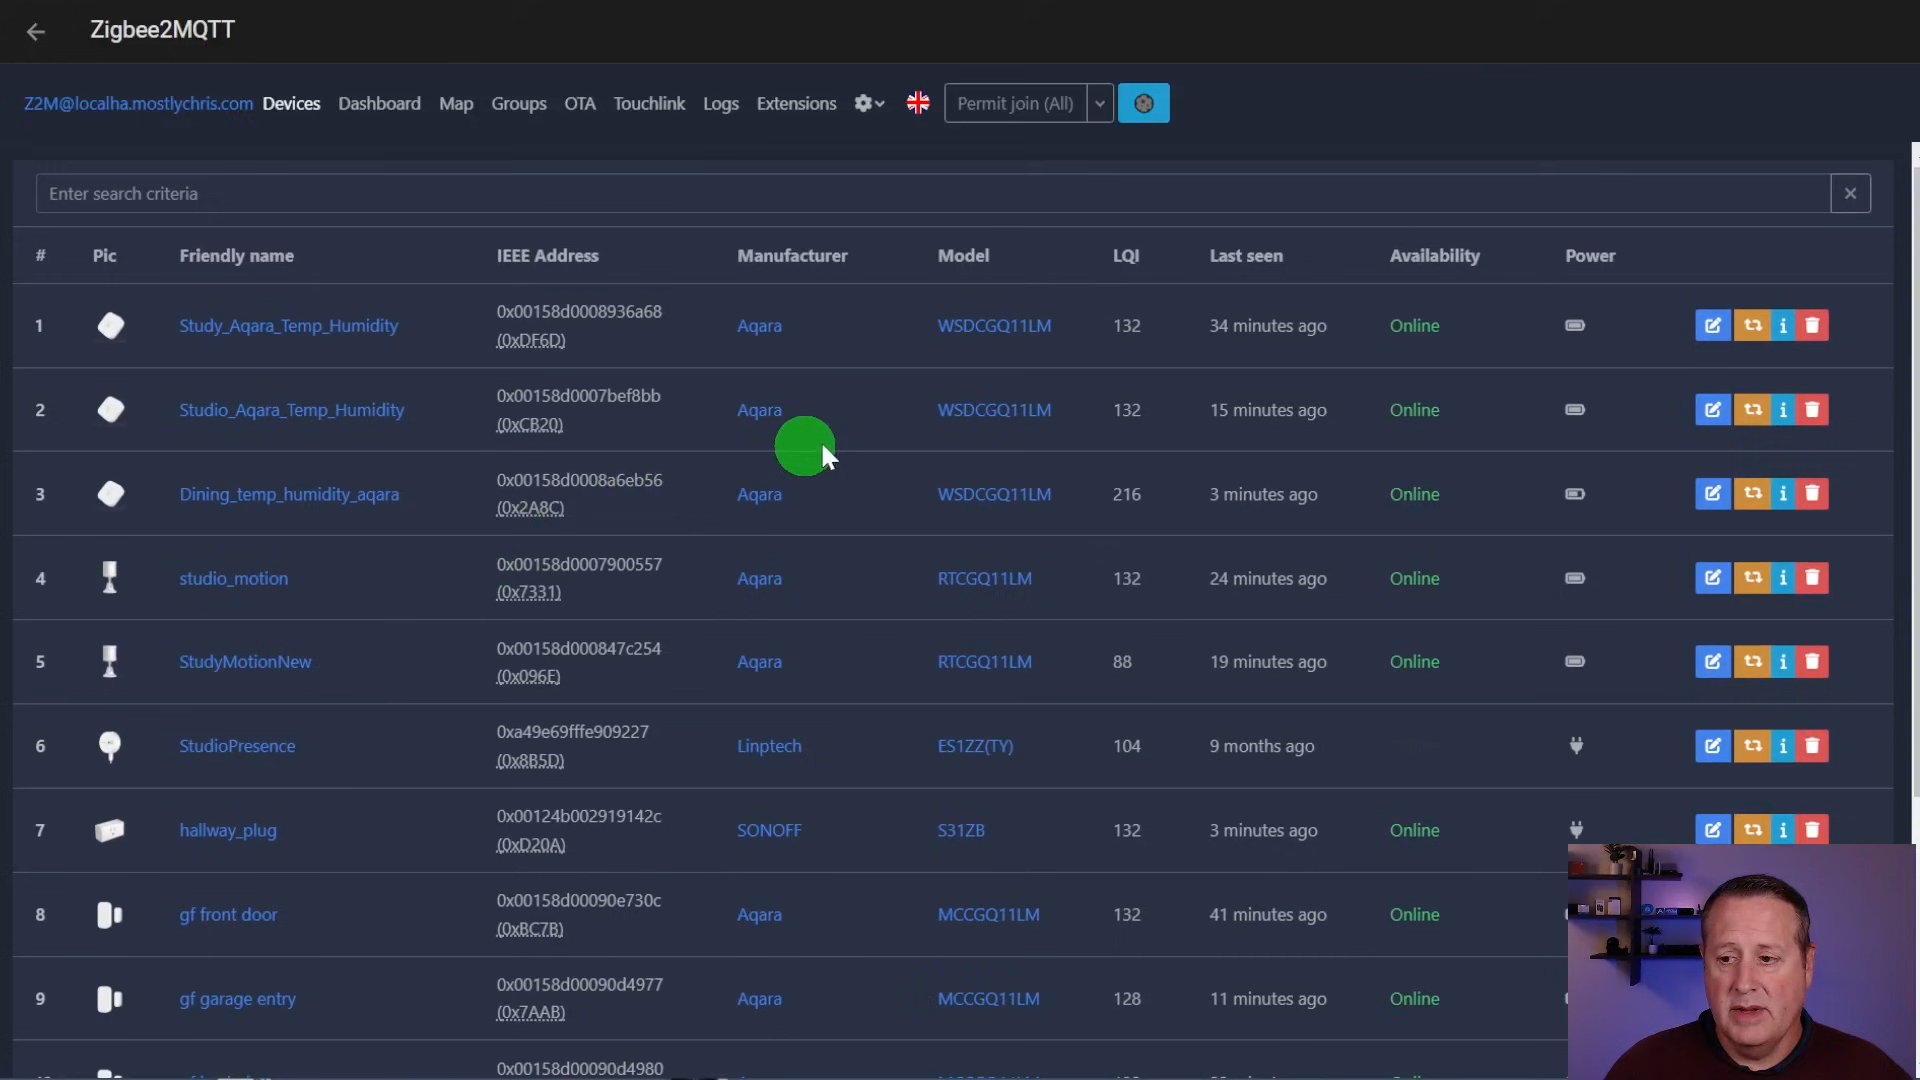 Zigbee2MQTT
Z2M@localha.mostlychris.com Devices Dashboard Map Groups OTA Touchlink Logs Extensions Permit join (All)
Enter search criteria
# Pic Friendly name IEEE Address Manufacturer Model LQI Last seen Availability Power
1 Study_Aqara_Temp_Humidity 0x00158d0008936a68 Aqara WSDCGQ11LM 132 34 minutes ago Online
(0xDF6D)
2 Studio_Aqara_Temp_Humidity 0x00158d0007bef8bb Aqara WSDCGQ11LM 132 15 minutes ago Online
(0xCB20)
3 Dining_temp_humidity_aqara 0x00158d0008a6eb56 Aqara WSDCGQ11LM 216 3 minutes ago Online
(0x2A8C)
4 studio_motion 0x00158d0007900557 Aqara RTCGQ11LM 132 24 minutes ago Online
(0x7331)
5 StudyMotionNew 0x00158d000847c254 Aqara RTCGQ11LM 88 19 minutes ago Online
(0x096E)
6 StudioPresence 0xa49e69fffe909227 Linptech ES1ZZ(TY) 104 9 months ago
(0x8B5D)
7 hallway_plug 0x00124b002919142c SONOFF S31ZB 132 3 minutes ago Online
(0xD20A)
8 gf front door 0x00158d00090e730c Aqara MCCGQ11LM 132 41 minutes ago Online
(0xBC7B)
9 gf garage entry 0x00158d00090d4977 Aqara MCCGQ11LM 128 11 minutes ago Online
(0x7AAB)
0x00158d00090d4980